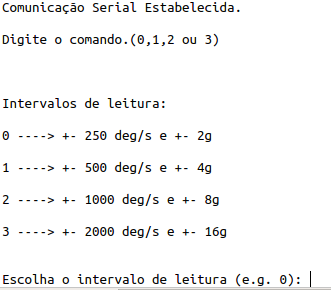 Comunicação Serial Estabelecida.
Digite o comando.(0,1,2 ou 3)
Intervalos de leitura:
0 ----> +- 250 deg/s e +- 2g
1 ----> +- 500 deg/s e +- 4g
2 ----> +- 1000 deg/s e +- 8g
3 ----> +- 2000 deg/s e +- 16g
Escolha o intervalo de leitura (e.g. 0):